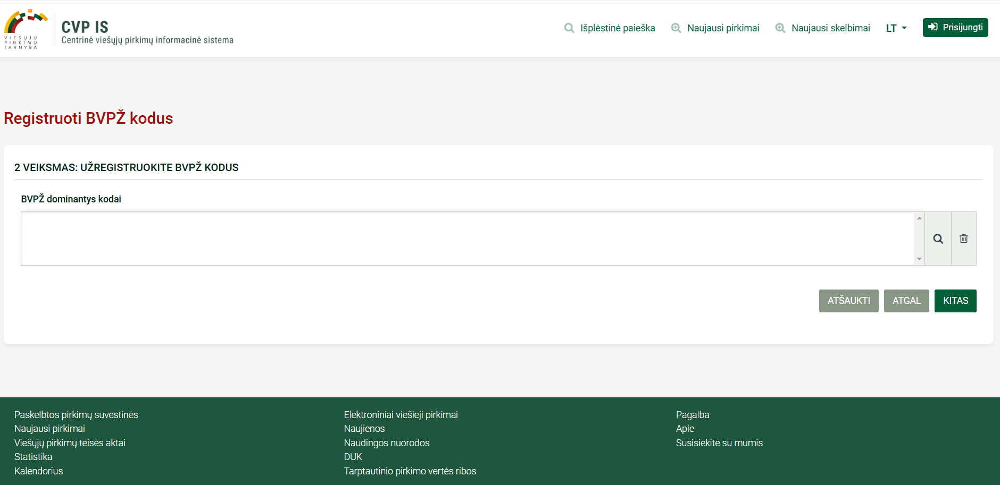 VIEŠŲJŲ
PIRKIMŲ
TARNYBA
CVP IS
Centrinė viešųjų pirkimų informacinė sistema
Išplėstinė paieška
Naujausi pirkimai
Naujausi skelbimai
LT
Prisijungti
Registruoti BVPŽ kodus
2 VEIKSMAS: UŽREGISTRUOKITE BVPŽ KODUS
BVPŽ dominantys kodai
ATŠAUKTI
ATGAL
KITAS
Paskelbtos pirkimų suvestinės
Naujausi pirkimai
Viešųjų pirkimų teisės aktai
Statistika
Kalendorius
Elektroniniai viešieji pirkimai
Naujienos
Naudingos nuorodos
DUK
Tarptautinio pirkimo vertės ribos
Pagalba
Apie
Susisiekite su mumis